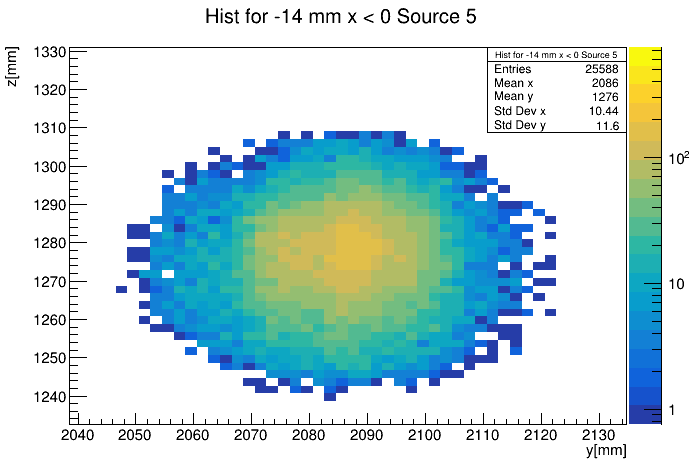 Hist for -14 mm x < 0 Source 5
z[mm]
1330
1320
1310
1300
1290
1280
1270
1260
1250
1240
Hist for -14 mm x < 0 Source 5
Entries 25588
Mean x 2086
Mean y 1276
Std Dev x 10.44
Std Dev y 11.6
10²
10
1
2040 2050 2060 2070 2080 2090 2100 2110 2120 2130
y[mm]